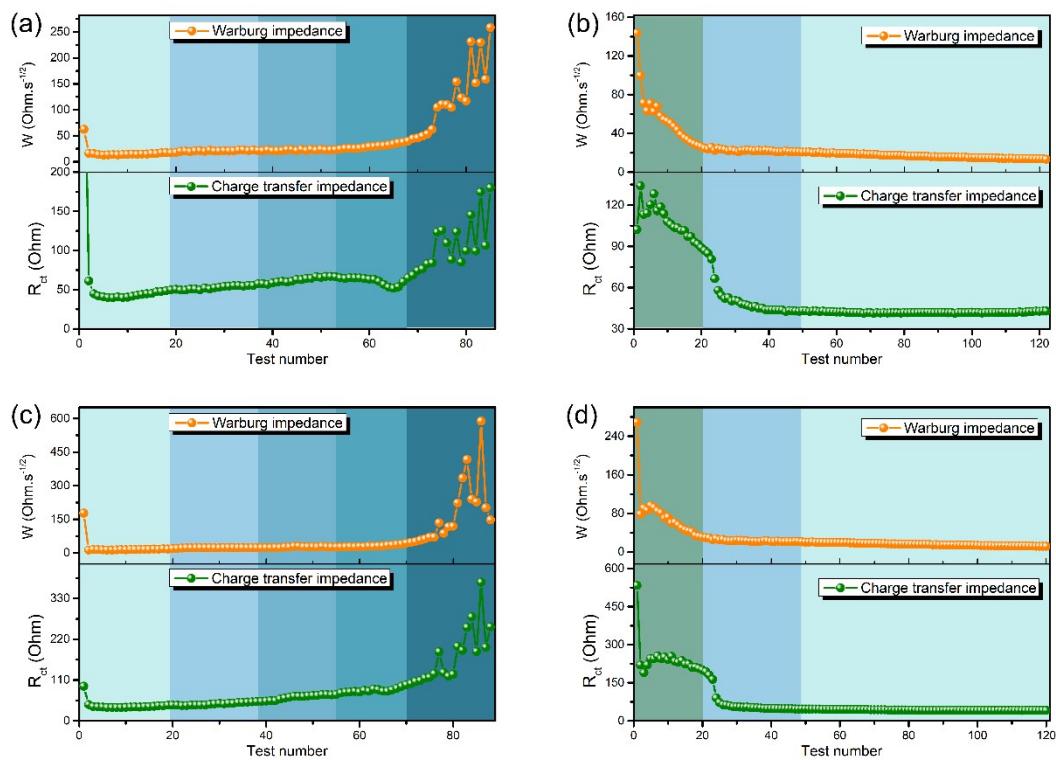 (a)
Warburg impedance
W (Ohm.s⁻¹/²)
250
200
150
100
50
0
Charge transfer impedance
R_ct (Ohm)
200
150
100
50
0
0 20 40 60 80
Test number
(b)
Warburg impedance
W (Ohm.s⁻¹/²)
160
120
80
40
0
Charge transfer impedance
R_ct (Ohm)
120
90
60
30
0 20 40 60 80 100 120
Test number
(c)
Warburg impedance
W (Ohm.s⁻¹/²)
600
450
300
150
0
Charge transfer impedance
R_ct (Ohm)
330
220
110
0
0 20 40 60 80
Test number
(d)
Warburg impedance
W (Ohm.s⁻¹/²)
240
160
80
0
Charge transfer impedance
R_ct (Ohm)
600
450
300
150
0
0 20 40 60 80 100 120
Test number